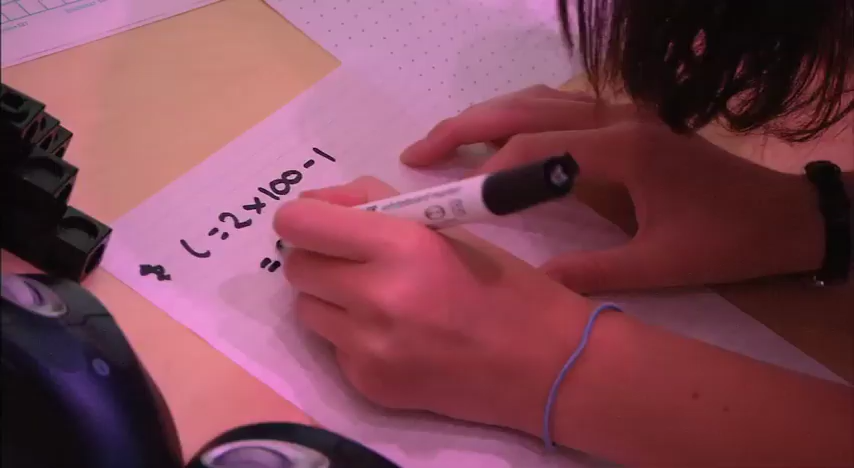 l = 2 x 100 - 1
=